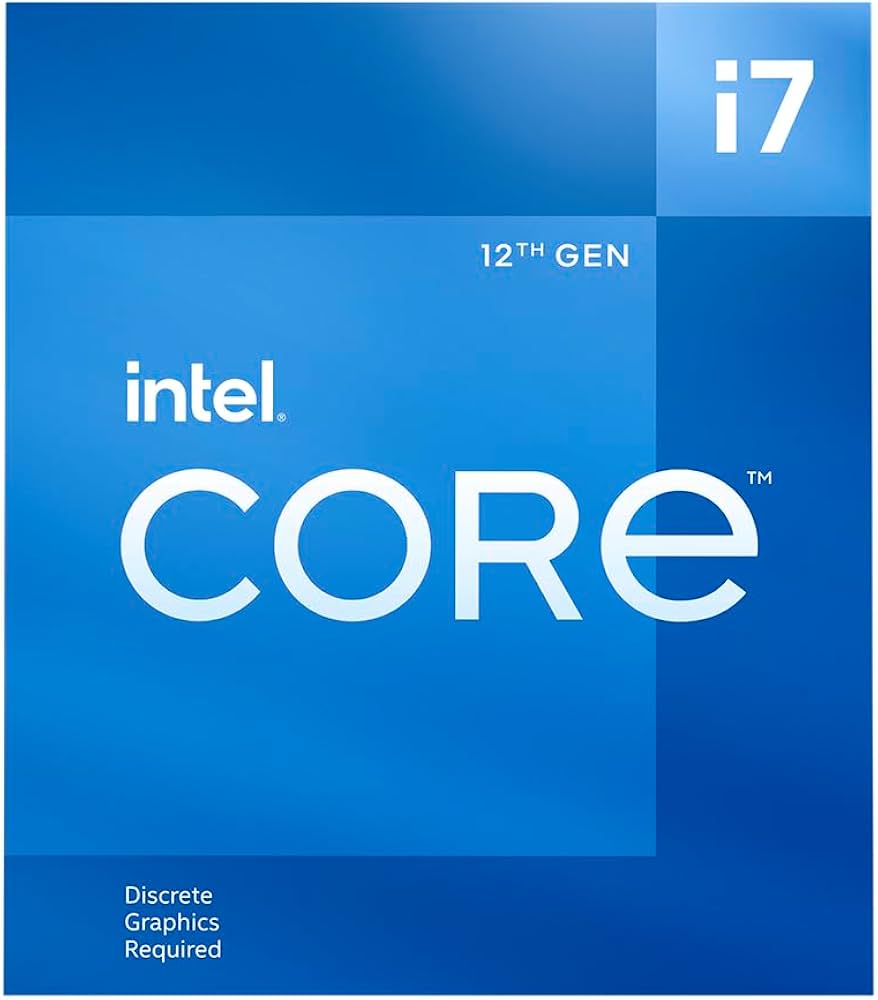 i7
12TH GEN
intel®
CORe™
Discrete
Graphics
Required